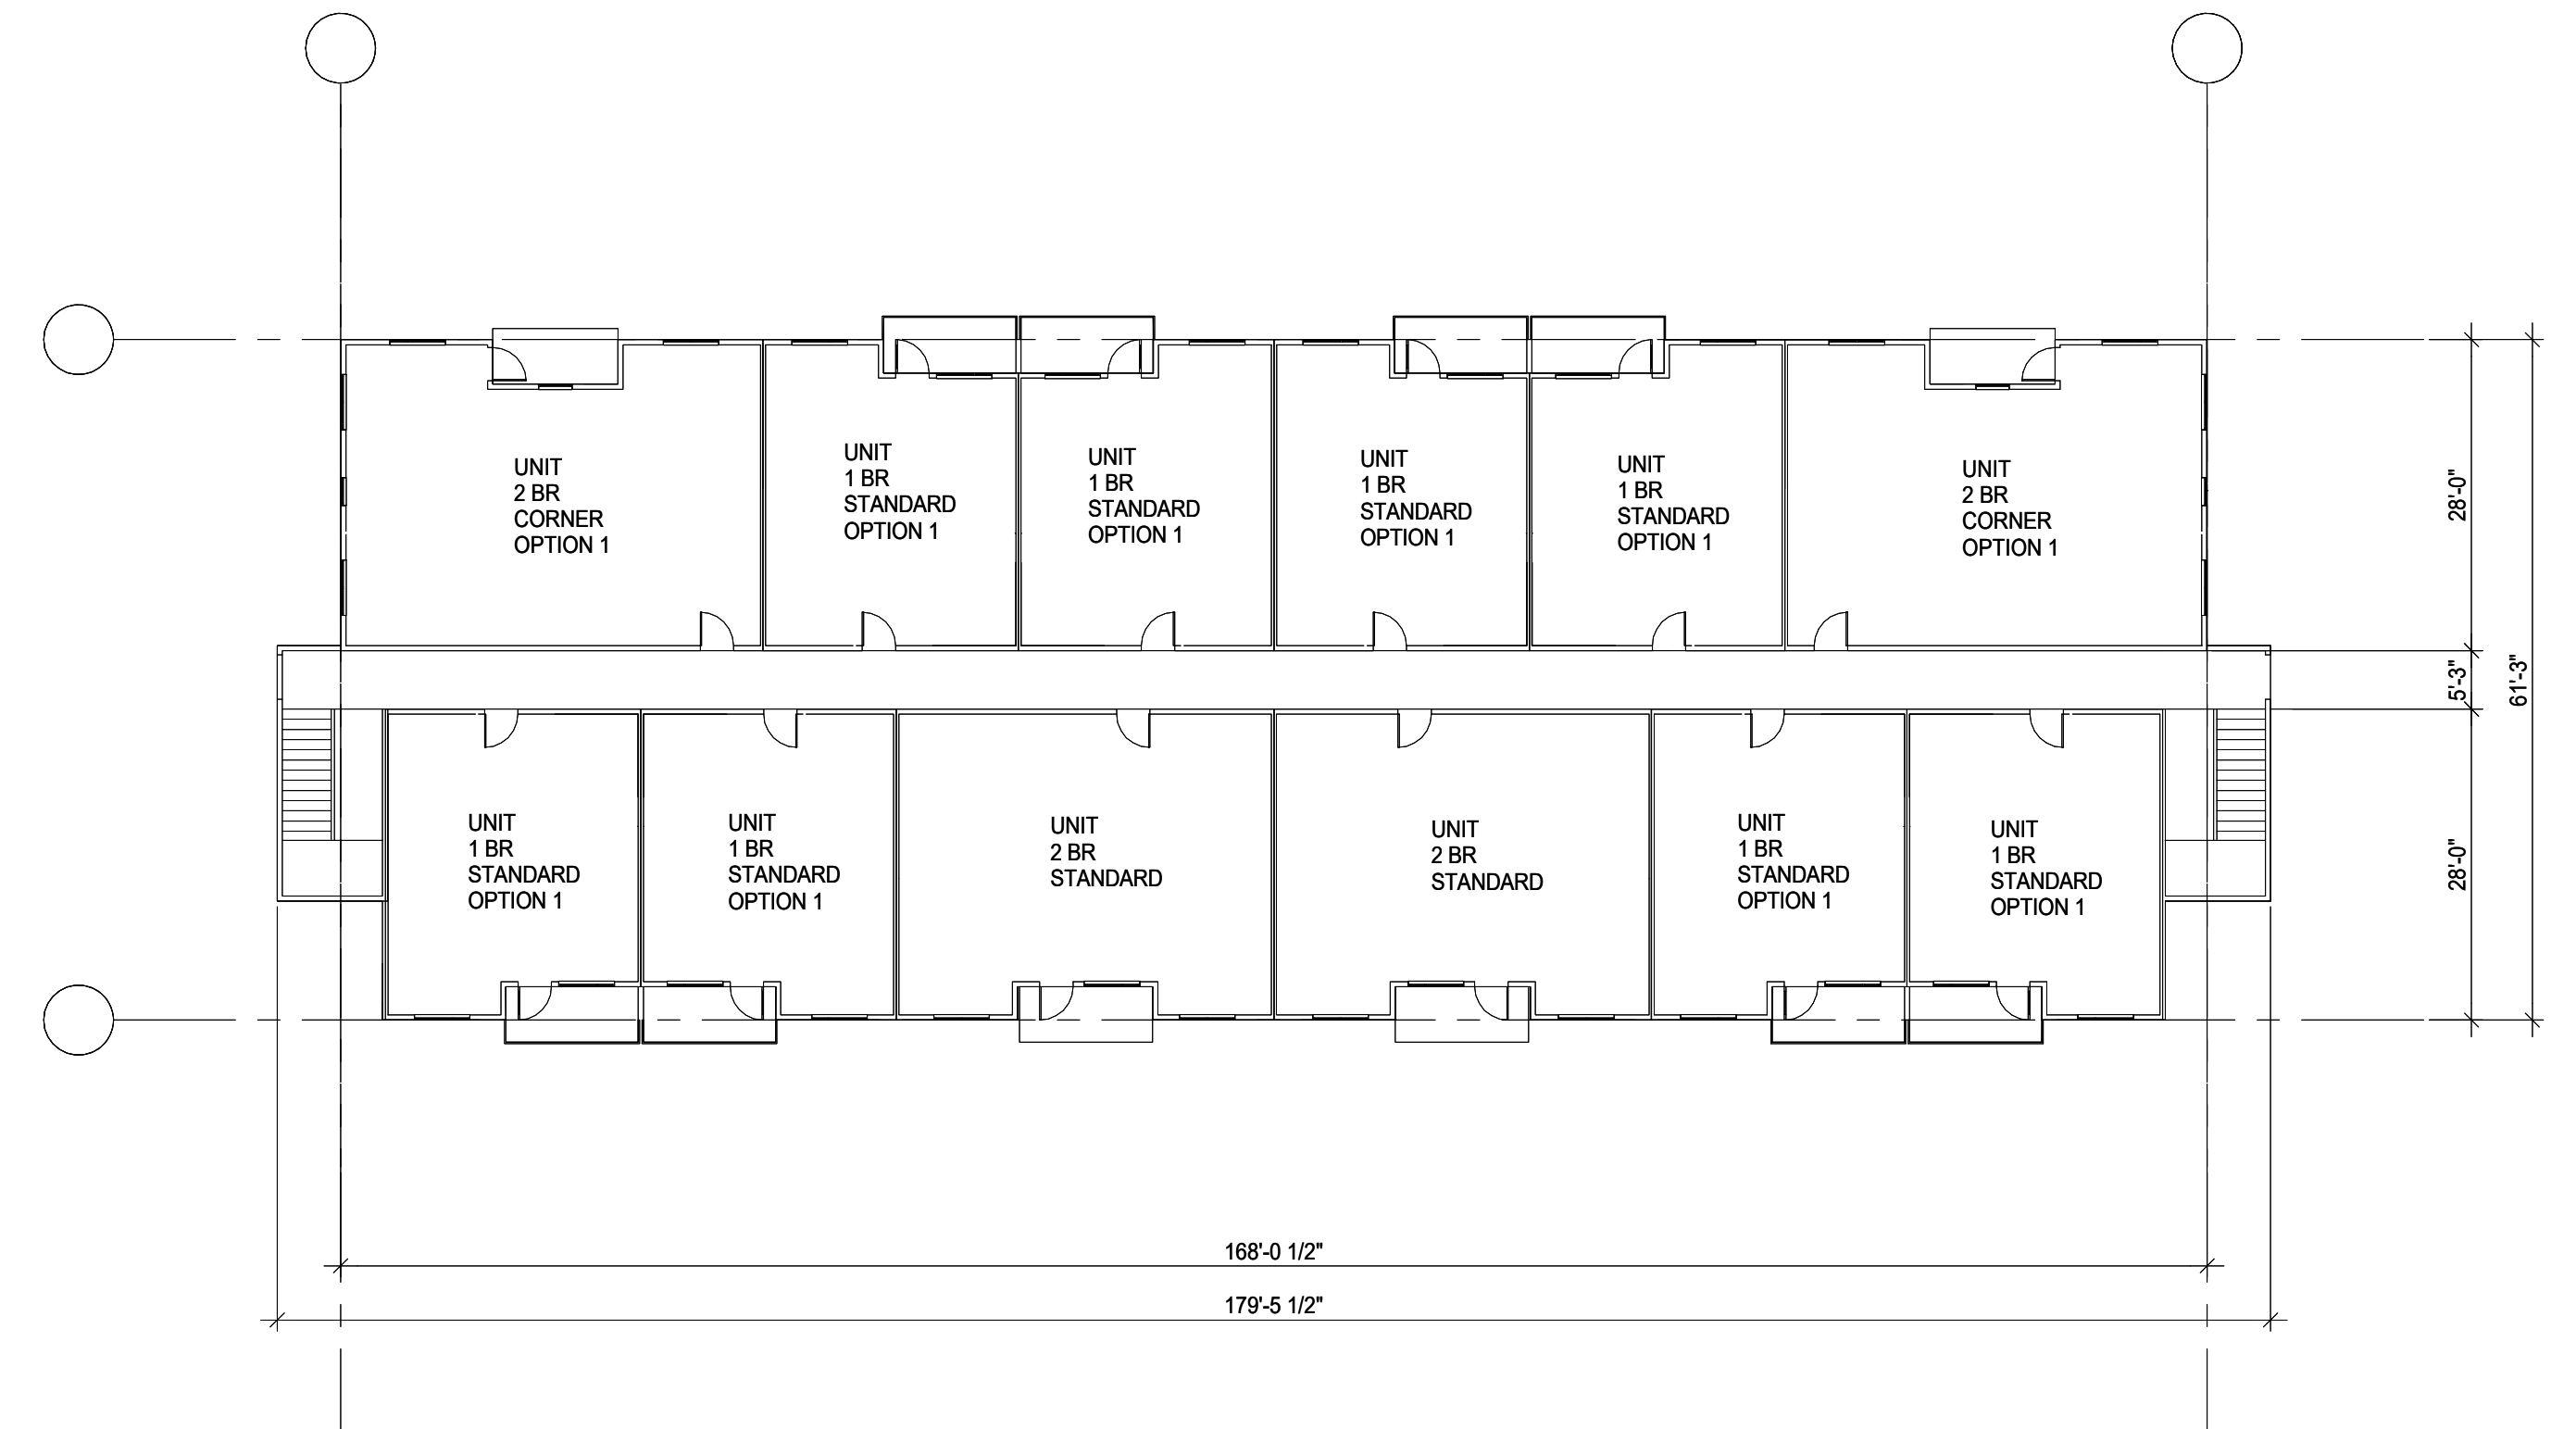 UNIT
2 BR
CORNER
OPTION 1
UNIT
1 BR
STANDARD
OPTION 1
UNIT
1 BR
STANDARD
OPTION 1
UNIT
1 BR
STANDARD
OPTION 1
UNIT
1 BR
STANDARD
OPTION 1
UNIT
2 BR
CORNER
OPTION 1
28'-0"
5'-3"
61'-3"
28'-0"
UNIT
1 BR
STANDARD
OPTION 1
UNIT
1 BR
STANDARD
OPTION 1
UNIT
2 BR
STANDARD
UNIT
2 BR
STANDARD
UNIT
1 BR
STANDARD
OPTION 1
UNIT
1 BR
STANDARD
OPTION 1
168'-0 1/2"
179'-5 1/2"